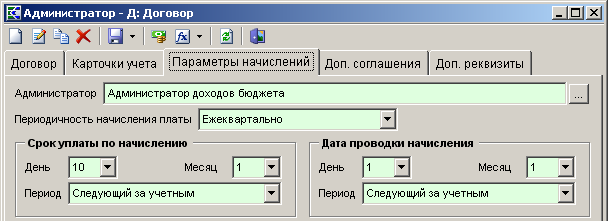 Администратор - Д: Договор
Договор Карточки учета Параметры начислений Доп. соглашения Доп. реквизиты
Администратор Администратор доходов бюджета ...
Периодичность начисления платы Ежеквартально
Срок уплаты по начислению
День 10 Месяц 1
Период Следующий за учетным
Дата проводки начисления
День 1 Месяц 1
Период Следующий за учетным